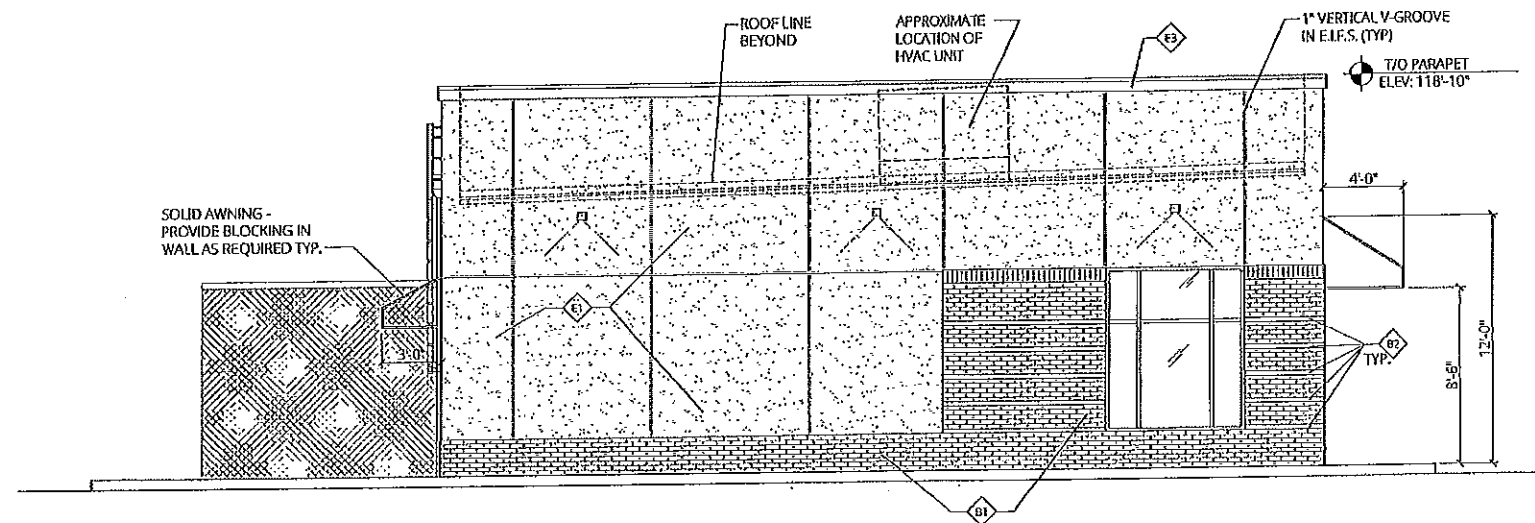 ROOF LINE
BEYOND
APPROXIMATE
LOCATION OF
HVAC UNIT
E3
1" VERTICAL V-GROOVE
IN E.I.F.S. (TYP)
T/O PARAPET
ELEV: 118'-10"
4'-0"
SOLID AWNING -
PROVIDE BLOCKING IN
WALL AS REQUIRED TYP.
E1
3'-0"
B2
TYP.
8'-6"
12'-0"
B1